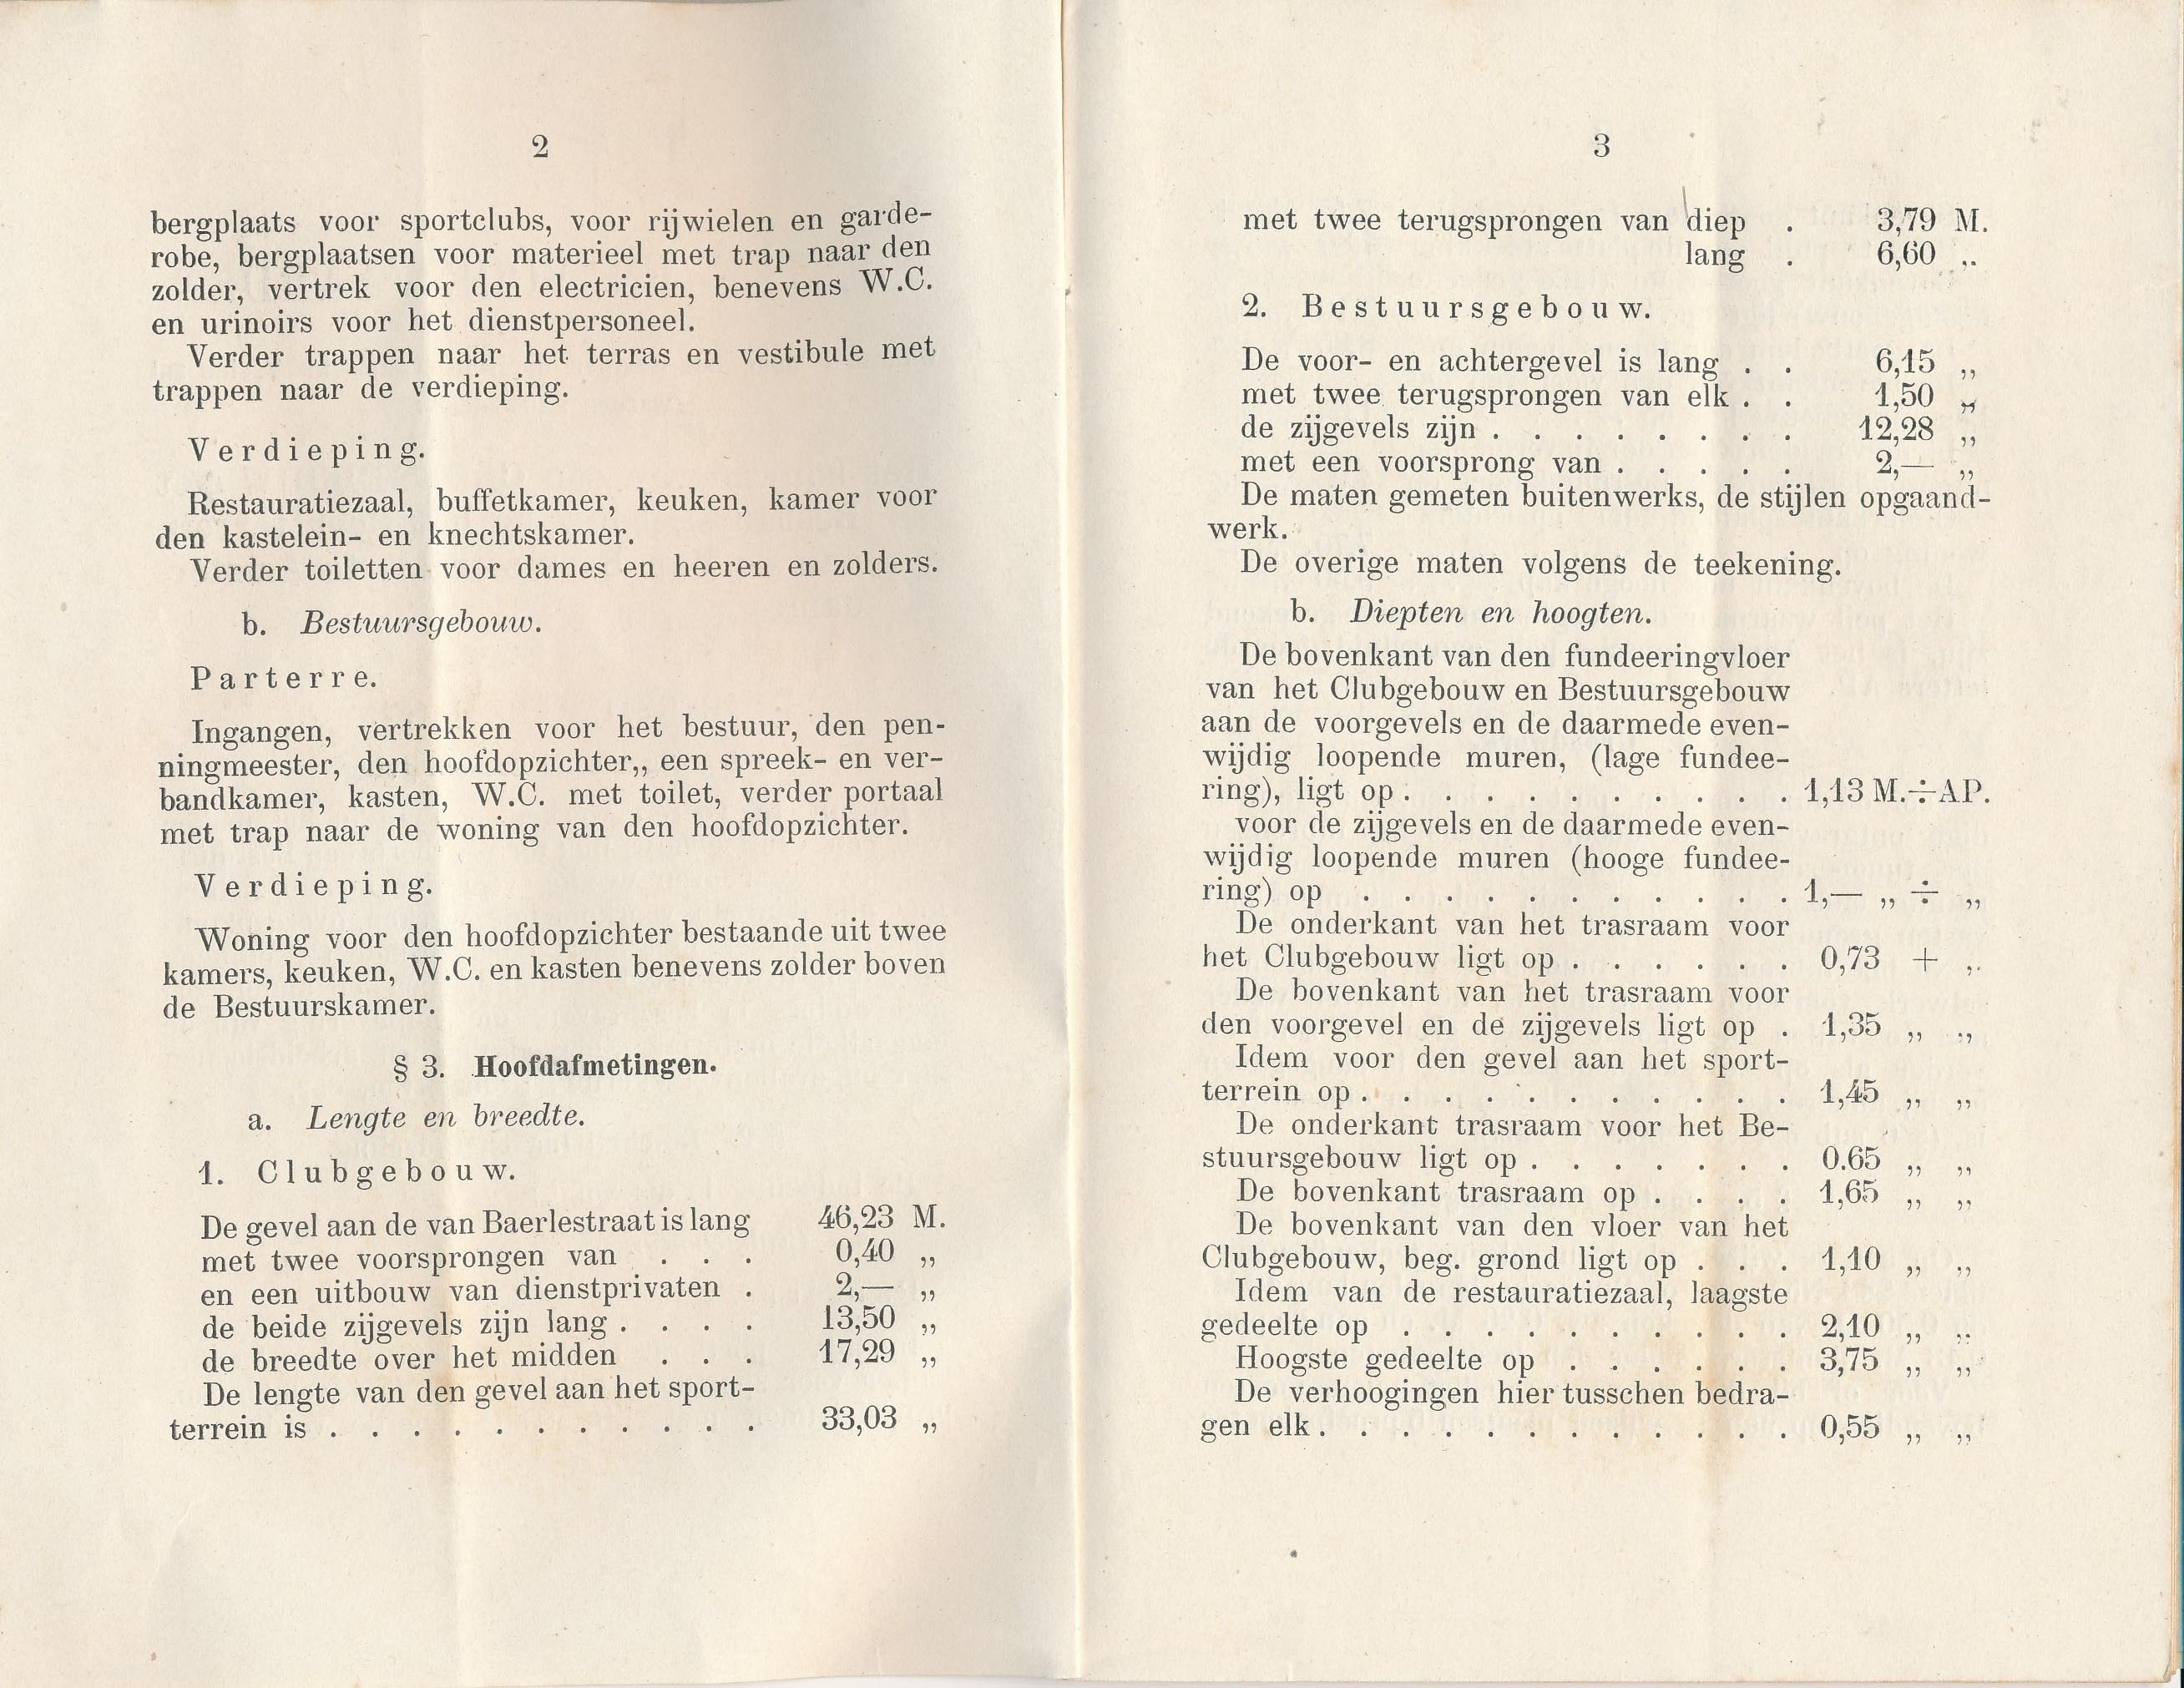 2
bergplaats voor sportclubs, voor rijwielen en garde-
robe, bergplaatsen voor materieel met trap naar den
zolder, vertrek voor den electricien, benevens W.C.
en urinoirs voor het dienstpersoneel.
Verder trappen naar het terras en vestibule met
trappen naar de verdieping.
Verdieping.
Restauratiezaal, buffetkamer, keuken, kamer voor
den kastelein- en knechtskamer.
Verder toiletten voor dames en heeren en zolders.
b. Bestuursgebouw.
Parterre.
Ingangen, vertrekken voor het bestuur, den pen-
ningmeester, den hoofdopzichter,, een spreek- en ver-
bandkamer, kasten, W.C. met toilet, verder portaal
met trap naar de woning van den hoofdopzichter.
Verdieping.
Woning voor den hoofdopzichter bestaande uit twee
kamers, keuken, W.C. en kasten benevens zolder boven
de Bestuurskamer.
§ 3. Hoofdafmetingen.
a. Lengte en breedte.
1. Clubgebouw.
De gevel aan de van Baerlestraat is lang 46,23 M.
met twee voorsprongen van . . . 0,40 „
en een uitbouw van dienstprivaten . 2,— „
de beide zijgevels zijn lang . . . . 13,50 „
de breedte over het midden . . . 17,29 „
De lengte van den gevel aan het sport-
terrein is . . . . . . . . . . . 33,03 „
3
met twee terugsprongen van diep . 3,79 M.
lang . 6,60 „
2. Bestuursgebouw.
De voor- en achtergevel is lang . . 6,15 „
met twee terugsprongen van elk . . 1,50 „
de zijgevels zijn . . . . . . . . 12,28 „
met een voorsprong van . . . . . 2,— „
De maten gemeten buitenwerks, de stijlen opgaand-
werk.
De overige maten volgens de teekening.
b. Diepten en hoogten.
De bovenkant van den fundeeringvloer
van het Clubgebouw en Bestuursgebouw
aan de voorgevels en de daarmede even-
wijdig loopende muren, (lage fundee-
ring), ligt op . . . . . . . . . . 1,13 M. ÷ AP.
voor de zijgevels en de daarmede even-
wijdig loopende muren (hooge fundee-
ring) op . . . . . . . . . . . 1,— „ ÷ „
De onderkant van het trasraam voor
het Clubgebouw ligt op . . . . . . 0,73 + „
De bovenkant van het trasraam voor
den voorgevel en de zijgevels ligt op . 1,35 „ „
Idem voor den gevel aan het sport-
terrein op . . . . . . . . . . . 1,45 „ „
De onderkant trasraam voor het Be-
stuursgebouw ligt op . . . . . . . 0.65 „ „
De bovenkant trasraam op . . . . 1,65 „ „
De bovenkant van den vloer van het
Clubgebouw, beg. grond ligt op . . . 1,10 „ „
Idem van de restauratiezaal, laagste
gedeelte op . . . . . . . . . . 2,10 „ „
Hoogste gedeelte op . . . . . . 3,75 „ „
De verhoogingen hier tusschen bedra-
gen elk . . . . . . . . . . . . 0,55 „ „